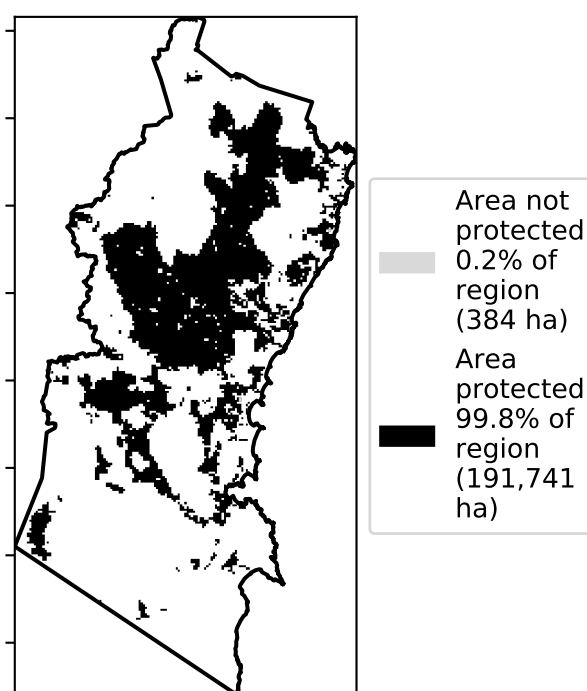 Area not
protected
0.2% of
region
(384 ha)
Area
protected
99.8% of
region
(191,741
ha)